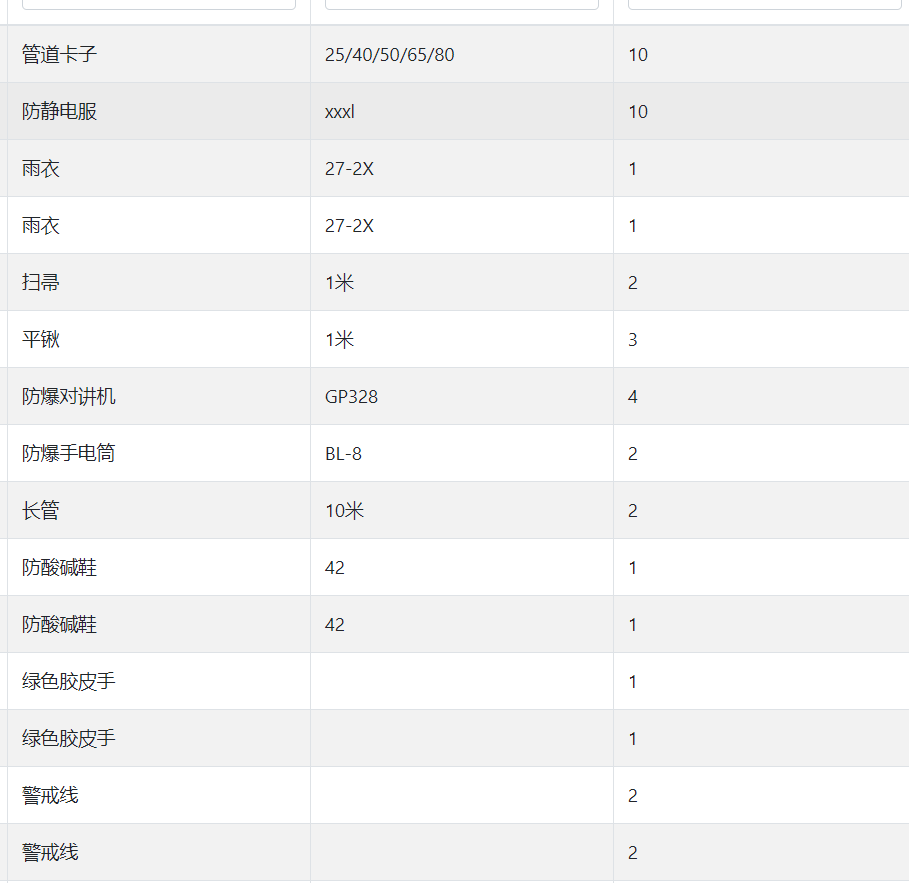 管道卡子 25/40/50/65/80 10
防静电服 xxxl 10
雨衣 27-2X 1
雨衣 27-2X 1
扫帚 1米 2
平锹 1米 3
防爆对讲机 GP328 4
防爆手电筒 BL-8 2
长管 10米 2
防酸碱鞋 42 1
防酸碱鞋 42 1
绿色胶皮手 1
绿色胶皮手 1
警戒线 2
警戒线 2